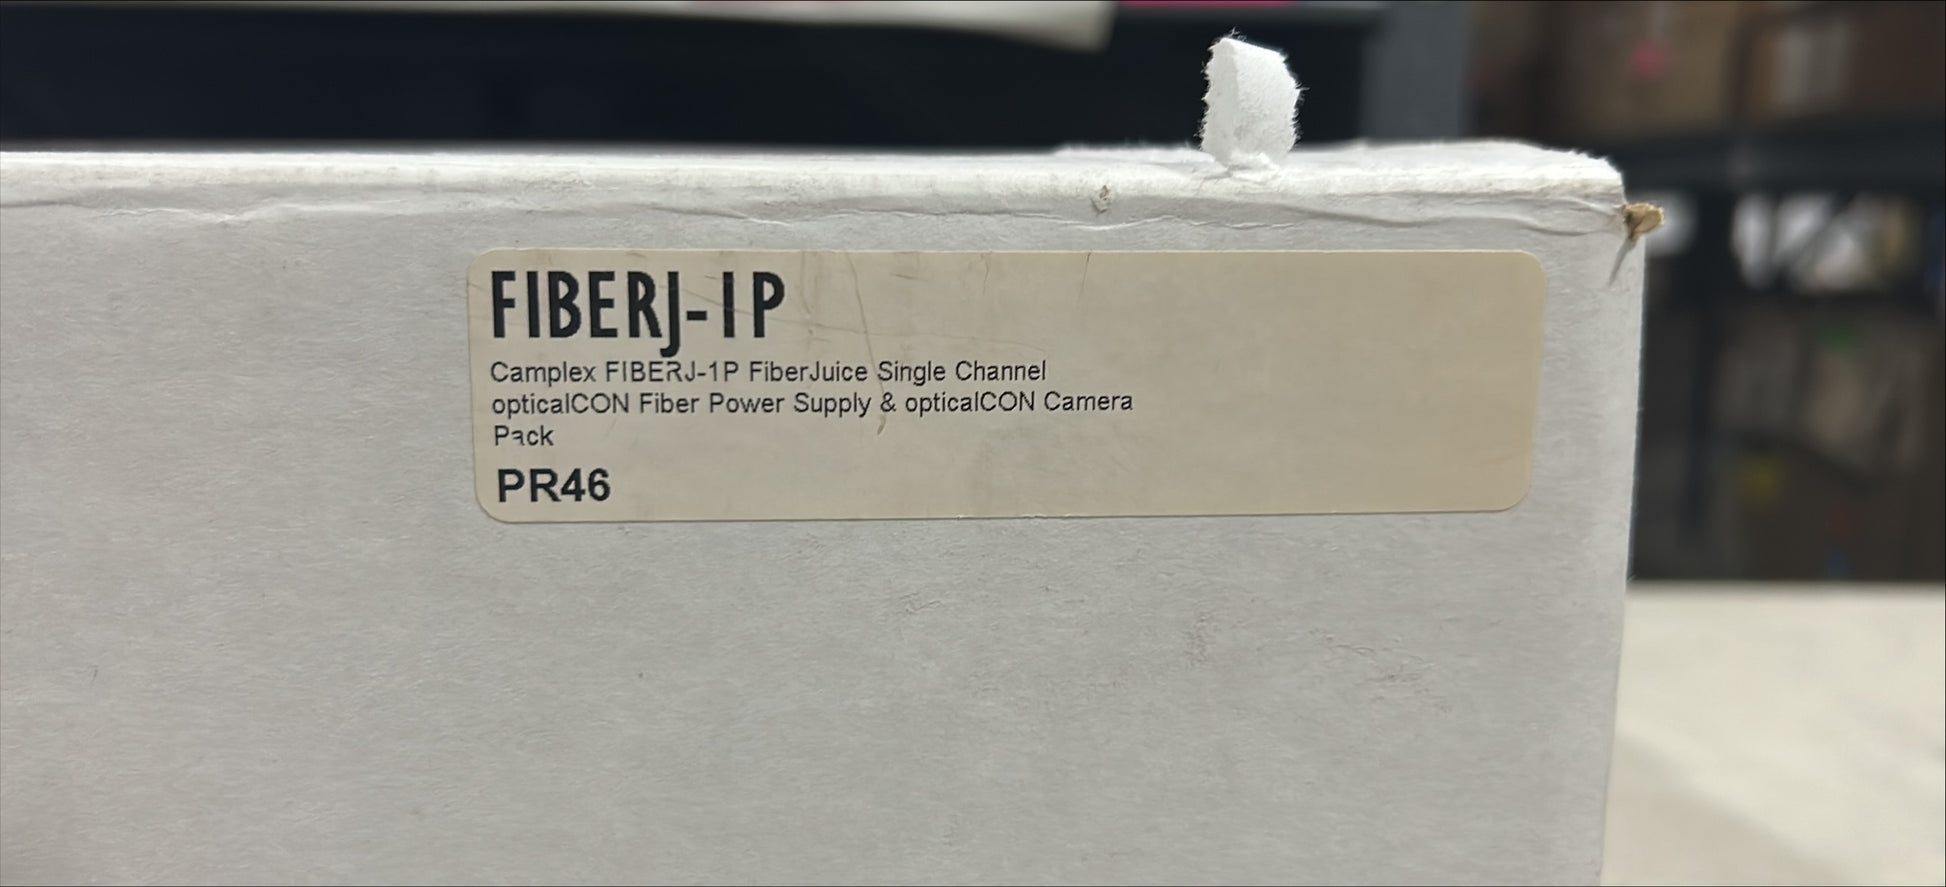 FIBERJ-1P
Camplex FIBERJ-1P FiberJuice Single Channel
opticalCON Fiber Power Supply & opticalCON Camera
Pack
PR46